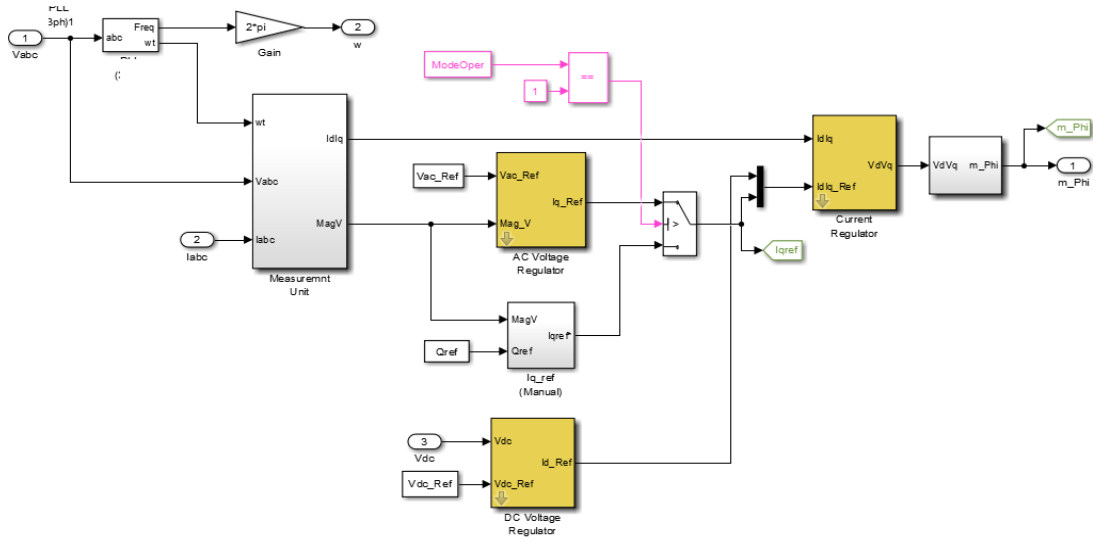 PLL
3ph)1
1
Vabc
abc
Freq
wt
2*pi
Gain
2
w
ModeOper
1
==
wt
Vabc
Iabc
IdIq
MagV
Measuremnt
Unit
2
Iabc
Vac_Ref
Vac_Ref
Mag_V
Iq_Ref
AC Voltage
Regulator
>
MagV
Qref
Iqref
Iq_ref
(Manual)
Qref
3
Vdc
Vdc_Ref
Vdc
Vdc_Ref
Id_Ref
DC Voltage
Regulator
Iqref
IdIq
IdIq_Ref
VdVq
Current
Regulator
VdVq
m_Phi
m_Phi
1
m_Phi